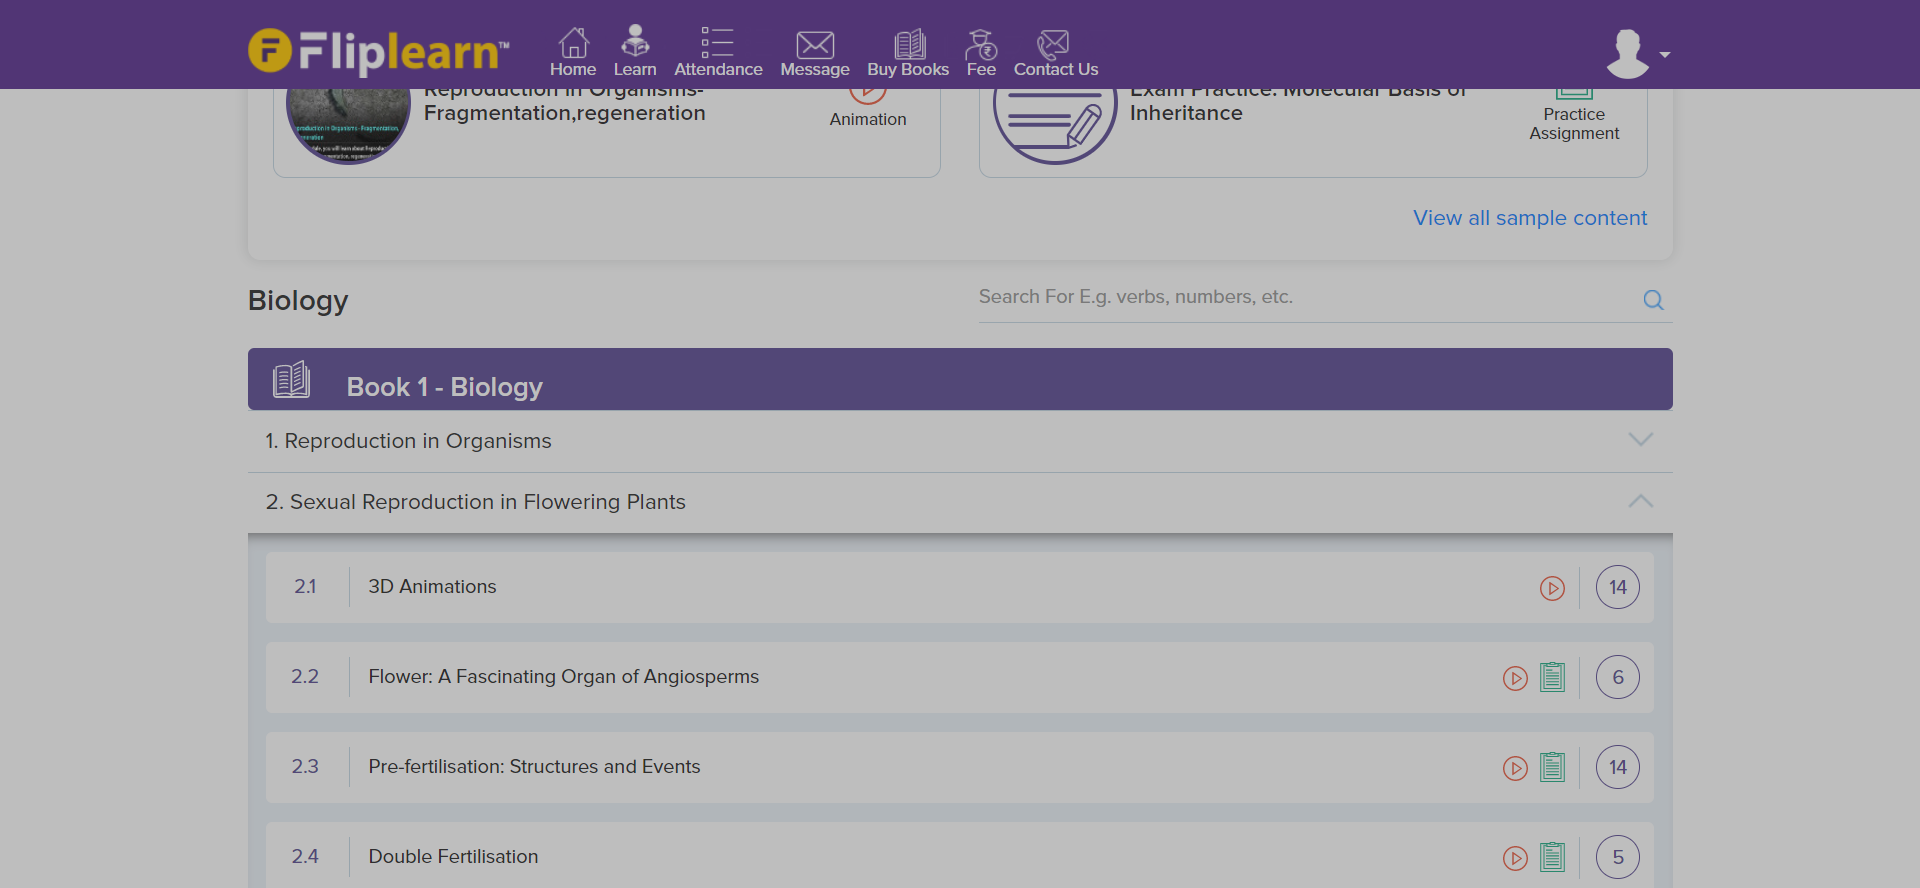 Fliplearn™
Home Learn Attendance Message Buy Books Fee Contact Us
Reproduction in Organisms-
Fragmentation,regeneration
Animation
Exam Practice: Molecular Basis of
Inheritance
Practice
Assignment
View all sample content
Biology
Search For E.g. verbs, numbers, etc.
Book 1 - Biology
1. Reproduction in Organisms
2. Sexual Reproduction in Flowering Plants
2.1 3D Animations 14
2.2 Flower: A Fascinating Organ of Angiosperms 6
2.3 Pre-fertilisation: Structures and Events 14
2.4 Double Fertilisation 5